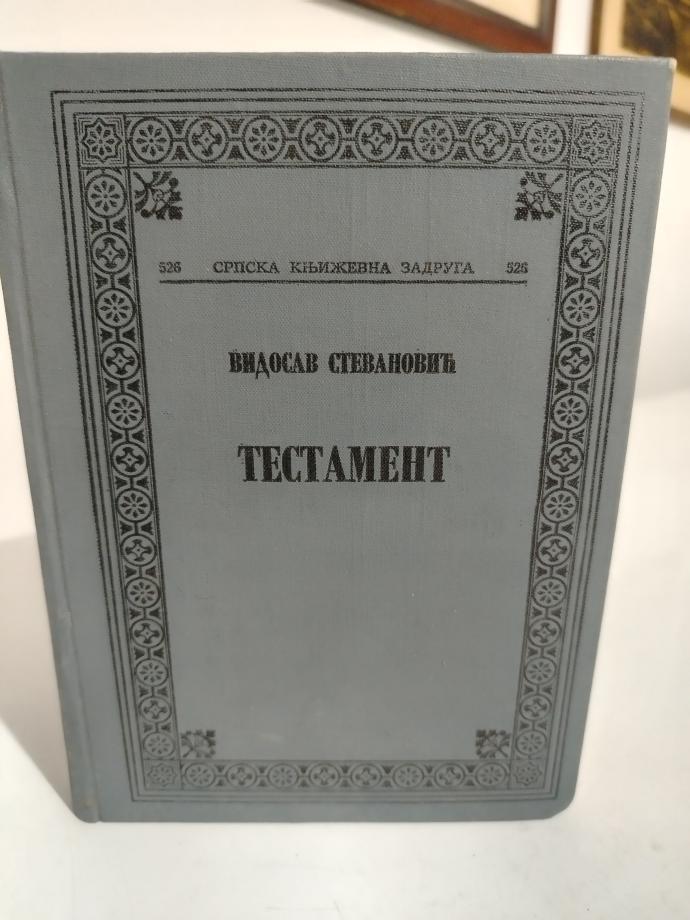 526 СРПСКА КЊИЖЕВНА ЗАДРУГА 526
ВИДОСАВ СТЕВАНОВИЋ
ТЕСТАМЕНТ